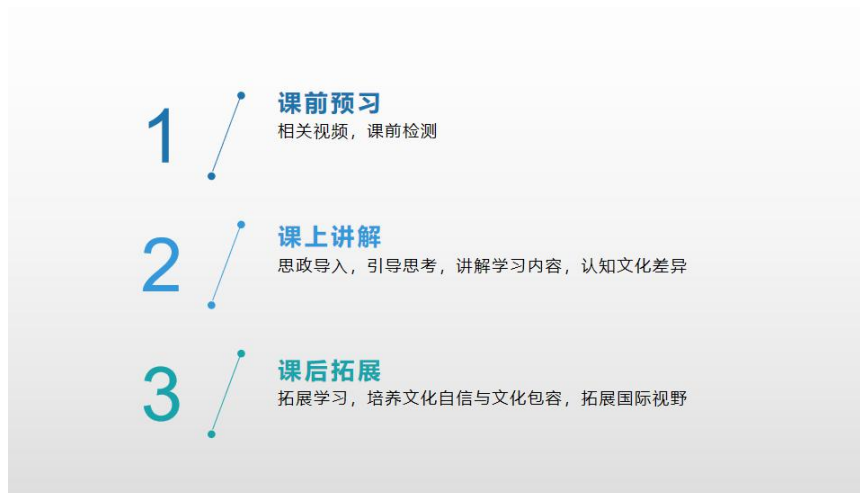 1
课前预习
相关视频，课前检测
2
课上讲解
思政导入，引导思考，讲解学习内容，认知文化差异
3
课后拓展
拓展学习，培养文化自信与文化包容，拓展国际视野